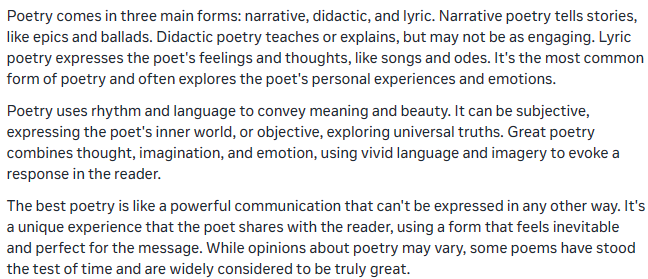 Poetry comes in three main forms: narrative, didactic, and lyric. Narrative poetry tells stories,
like epics and ballads. Didactic poetry teaches or explains, but may not be as engaging. Lyric
poetry expresses the poet's feelings and thoughts, like songs and odes. It's the most common
form of poetry and often explores the poet's personal experiences and emotions.
Poetry uses rhythm and language to convey meaning and beauty. It can be subjective,
expressing the poet's inner world, or objective, exploring universal truths. Great poetry
combines thought, imagination, and emotion, using vivid language and imagery to evoke a
response in the reader.
The best poetry is like a powerful communication that can't be expressed in any other way. It's
a unique experience that the poet shares with the reader, using a form that feels inevitable
and perfect for the message. While opinions about poetry may vary, some poems have stood
the test of time and are widely considered to be truly great.